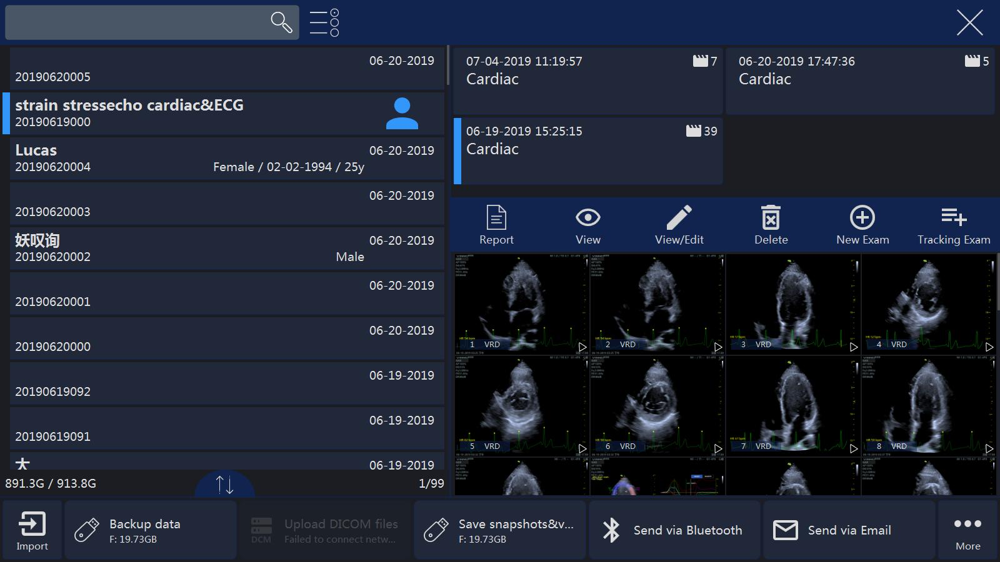 06-20-2019
20190620005
strain stressecho cardiac&ECG
20190619000
Lucas
06-20-2019
20190620004
Female / 02-02-1994 / 25y
06-20-2019
20190620003
妖叹询
06-20-2019
20190620002
Male
06-20-2019
20190620001
06-20-2019
20190620000
06-19-2019
20190619092
06-19-2019
20190619091
大
06-19-2019
891.3G / 913.8G
1/99
07-04-2019 11:19:57
7
Cardiac
06-20-2019 17:47:36
5
Cardiac
06-19-2019 15:25:15
39
Cardiac
Report
View
View/Edit
Delete
New Exam
Tracking Exam
1 VRD
2 VRD
3 VRD
4 VRD
5 VRD
6 VRD
7 VRD
8 VRD
Import
Backup data
F: 19.73GB
DCM
Upload DICOM files
Failed to connect netw...
Save snapshots&v...
F: 19.73GB
Send via Bluetooth
Send via Email
More